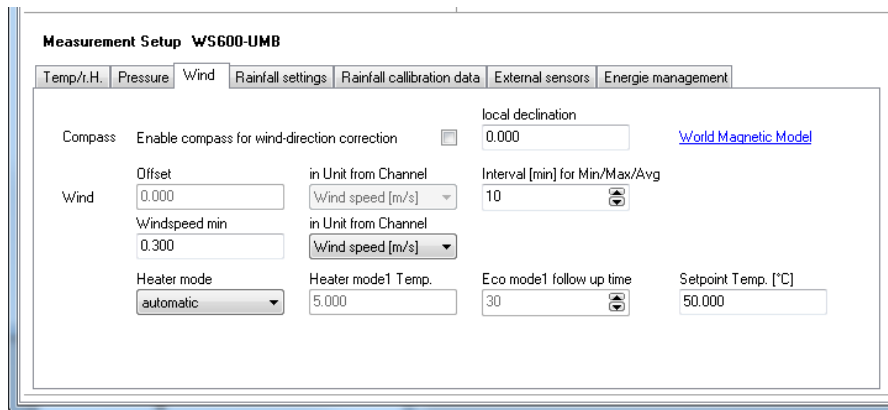 Measurement Setup WS600-UMB
Temp/r.H. Pressure Wind Rainfall settings Rainfall callibration data External sensors Energie management
local declination
Compass Enable compass for wind-direction correction 0.000 World Magnetic Model
Offset in Unit from Channel Interval [min] for Min/Max/Avg
Wind 0.000 Wind speed [m/s] 10
Windspeed min in Unit from Channel
0.300 Wind speed [m/s]
Heater mode Heater mode1 Temp. Eco mode1 follow up time Setpoint Temp. [°C]
automatic 5.000 30 50.000